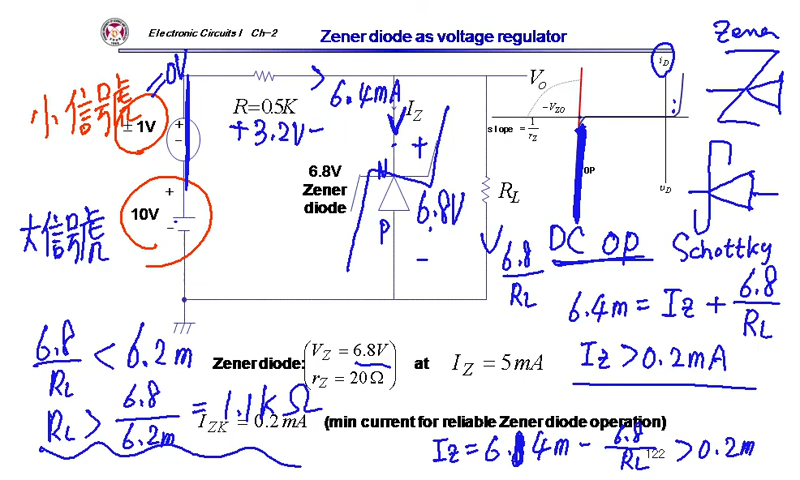 Electronic Circuits I Ch-2
Zener diode as voltage regulator
Zener
小信號
±1V
0V
R=0.5K
+3.2V-
6.4mA
I_Z
V_O
-V_ZO
slope = 1/r_Z
i_D
v_D
OP
+
-
+
-
10V
大信號
6.8V
Zener
diode
N
P
+
6.8V
-
R_L
6.8/R_L
DC OP
Schottky
6.4m = Iz + 6.8/R_L
Iz > 0.2mA
6.8/R_L < 6.2m
R_L > 6.8/6.2m = 1.1kΩ
Zener diode: (V_Z = 6.8V
r_Z = 20Ω) at I_Z = 5mA
I_ZK = 0.2mA (min current for reliable Zener diode operation)
Iz = 6.4m - 6.8/R_L > 0.2m
122